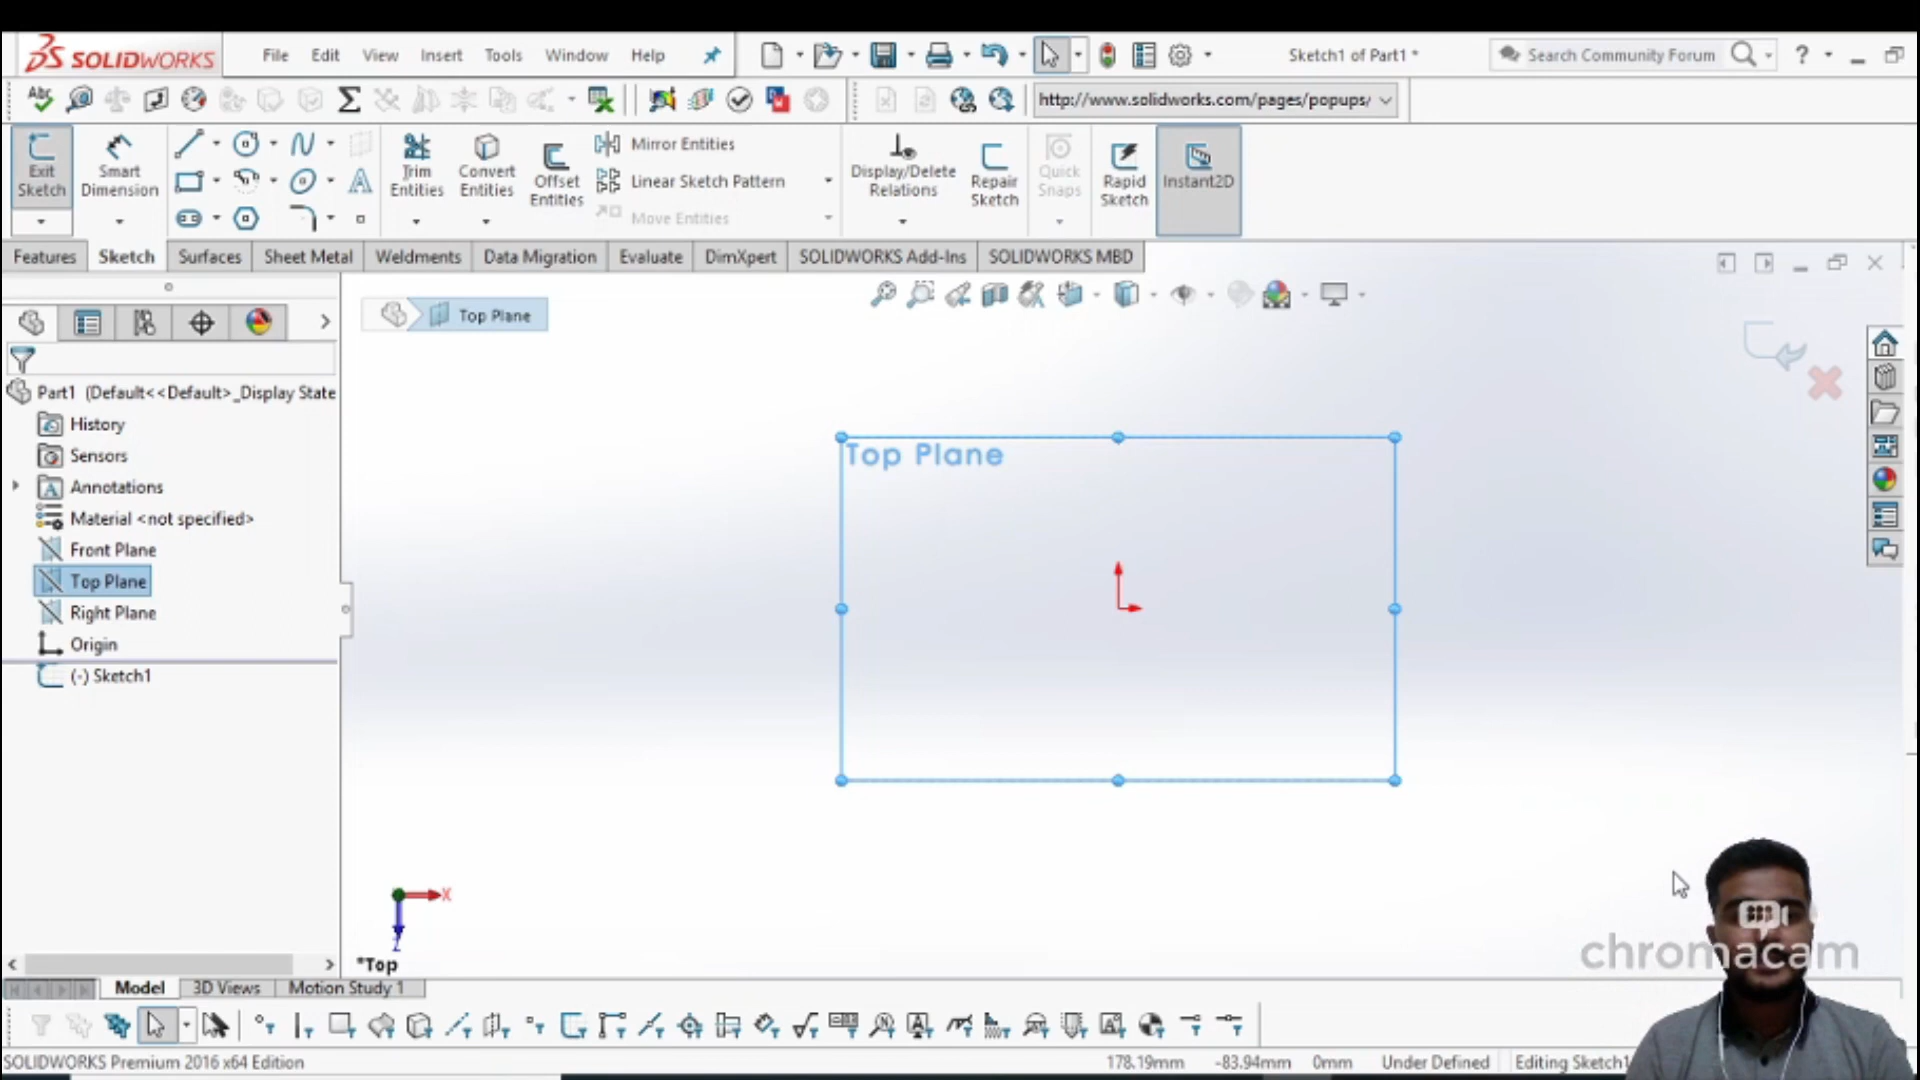 SOLIDWORKS File Edit View Insert Tools Window Help Sketch1 of Part1 * Search Community Forum ?
http://www.solidworks.com/pages/popups/
Exit Sketch
Smart Dimension
Trim Entities
Convert Entities
Offset Entities
Mirror Entities
Linear Sketch Pattern
Move Entities
Display/Delete Relations
Repair Sketch
Quick Snaps
Rapid Sketch
Instant2D
Features Sketch Surfaces Sheet Metal Weldments Data Migration Evaluate DimXpert SOLIDWORKS Add-Ins SOLIDWORKS MBD
Top Plane
Part1 (Default<<Default>_Display State
History
Sensors
Annotations
Material <not specified>
Front Plane
Top Plane
Right Plane
Origin
(-) Sketch1
Top Plane
X
Z
*Top
chromacam
Model 3D Views Motion Study 1
SOLIDWORKS Premium 2016 x64 Edition 178.19mm -83.94mm 0mm Under Defined Editing Sketch1